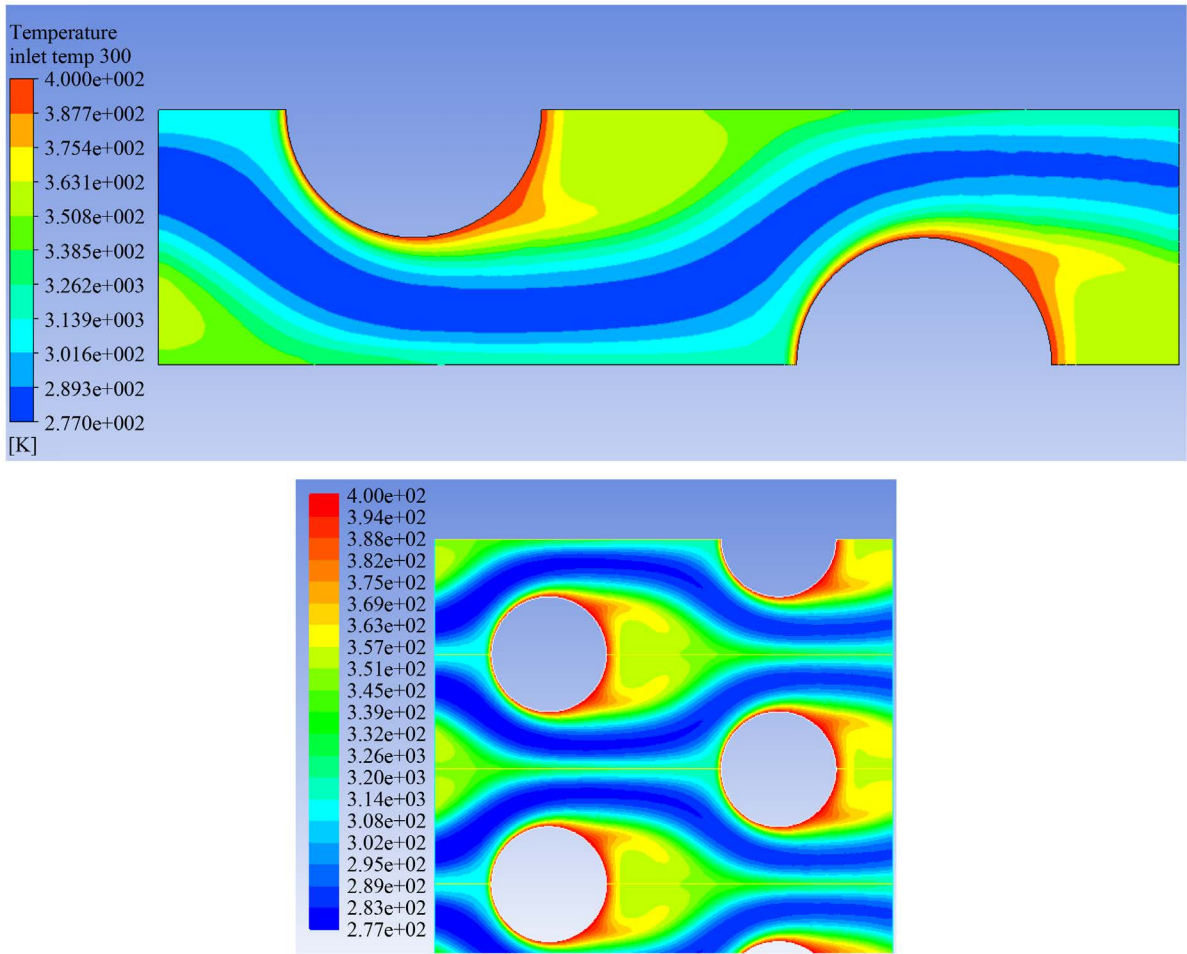 Temperature
inlet temp 300
4.000e+002
3.877e+002
3.754e+002
3.631e+002
3.508e+002
3.385e+002
3.262e+003
3.139e+003
3.016e+002
2.893e+002
2.770e+002
[K]
4.00e+02
3.94e+02
3.88e+02
3.82e+02
3.75e+02
3.69e+02
3.63e+02
3.57e+02
3.51e+02
3.45e+02
3.39e+02
3.32e+02
3.26e+03
3.20e+03
3.14e+03
3.08e+02
3.02e+02
2.95e+02
2.89e+02
2.83e+02
2.77e+02